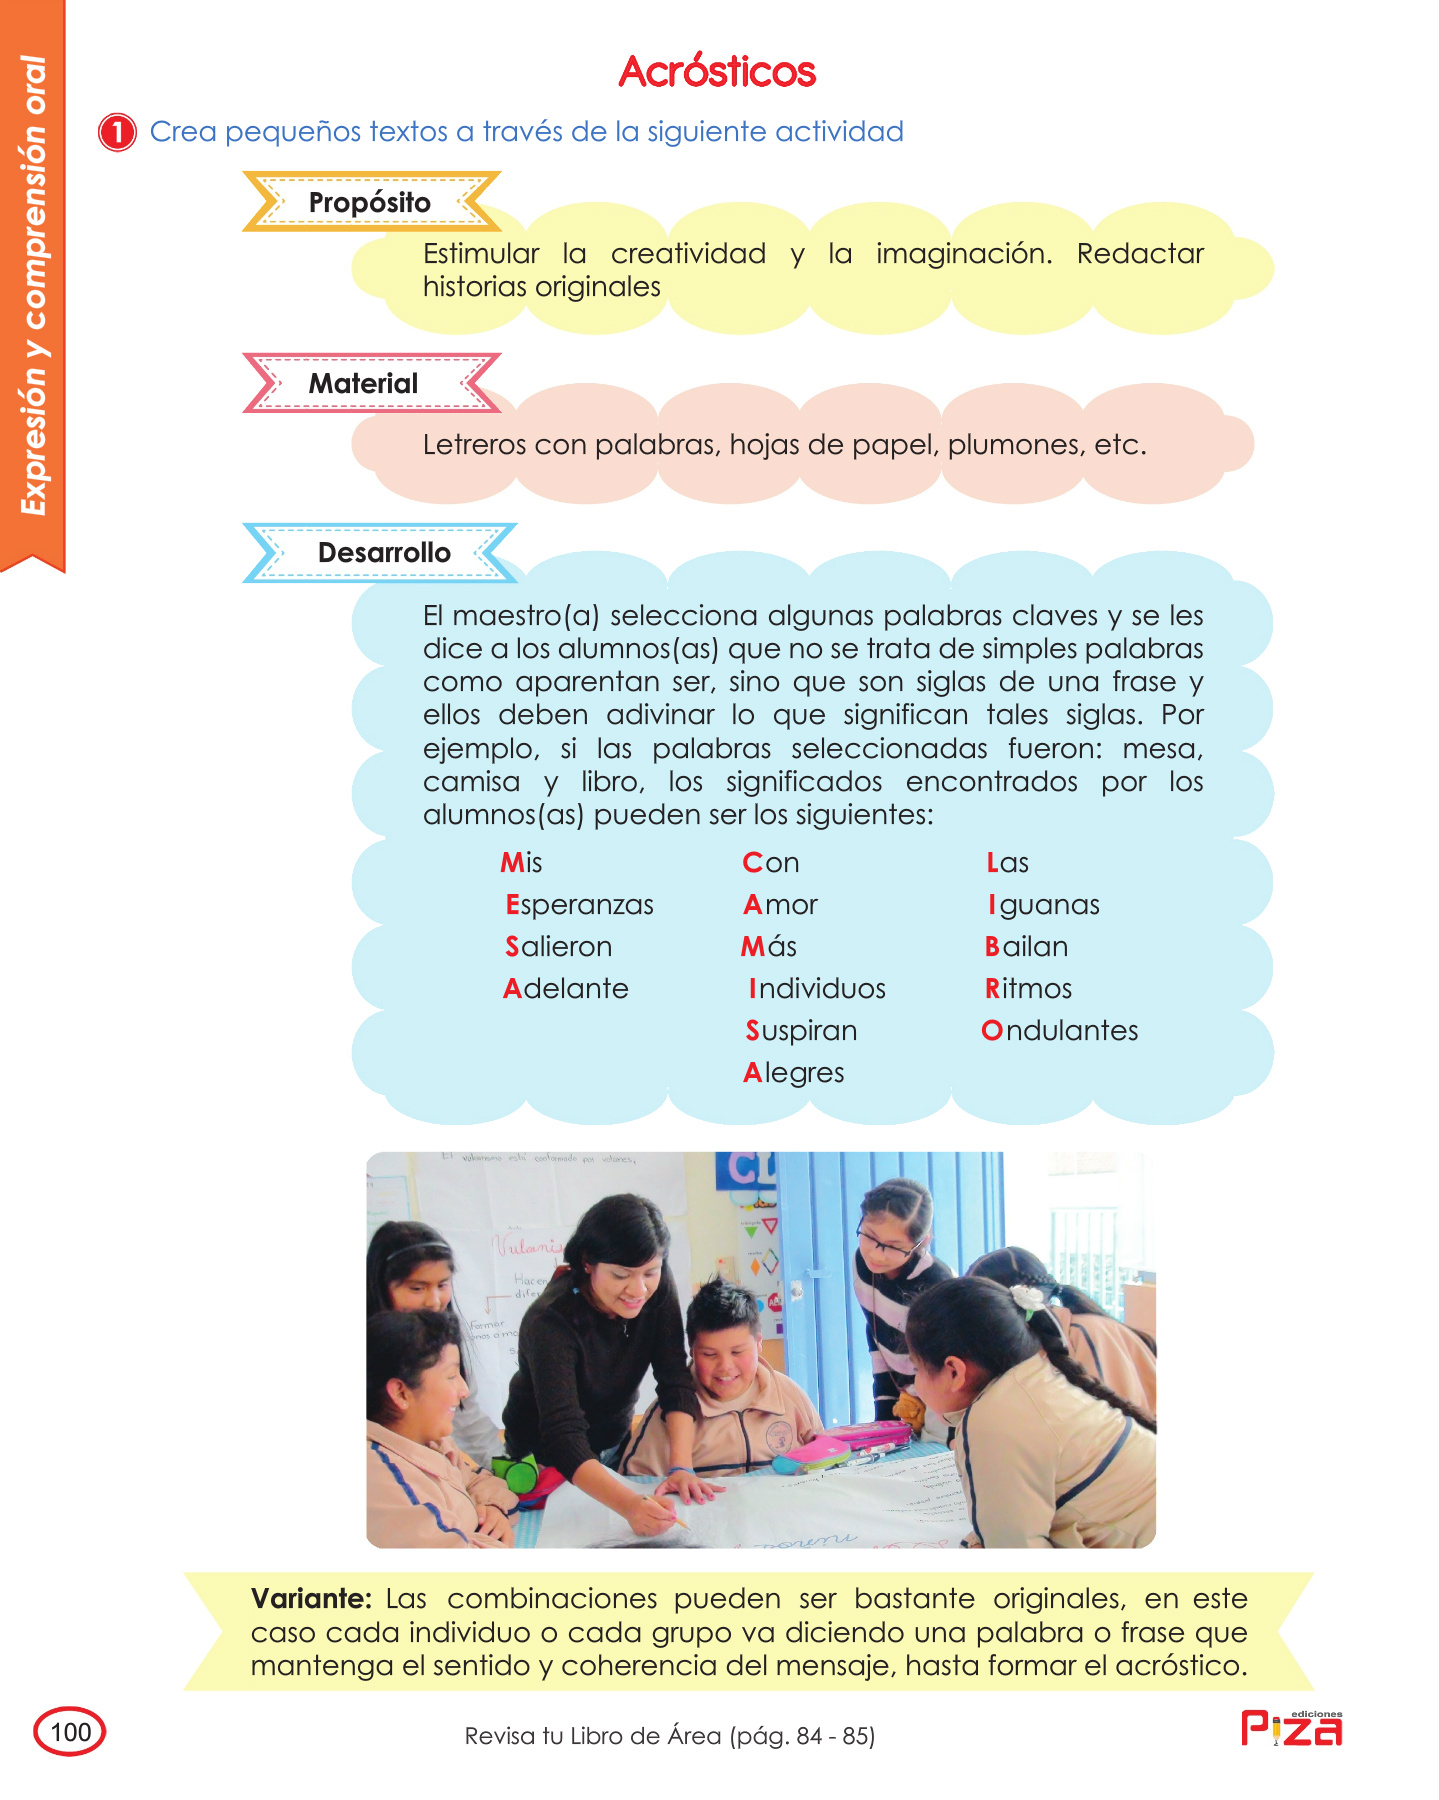 Expresión y comprensión oral
Acrósticos
1 Crea pequeños textos a través de la siguiente actividad
Propósito
Estimular la creatividad y la imaginación. Redactar
historias originales
Material
Letreros con palabras, hojas de papel, plumones, etc.
Desarrollo
El maestro(a) selecciona algunas palabras claves y se les
dice a los alumnos(as) que no se trata de simples palabras
como aparentan ser, sino que son siglas de una frase y
ellos deben adivinar lo que significan tales siglas. Por
ejemplo, si las palabras seleccionadas fueron: mesa,
camisa y libro, los significados encontrados por los
alumnos(as) pueden ser los siguientes:
Mis
Esperanzas
Salieron
Adelante
Con
Amor
Más
Individuos
Suspiran
Alegres
Las
Iguanas
Bailan
Ritmos
Ondulantes
El vulcanismo está conformado por volcanes,
Vulanis
Hacen
difer
Formar
Variante: Las combinaciones pueden ser bastante originales, en este
caso cada individuo o cada grupo va diciendo una palabra o frase que
mantenga el sentido y coherencia del mensaje, hasta formar el acróstico.
100
Revisa tu Libro de Área (pág. 84 - 85)
ediciones
Piza